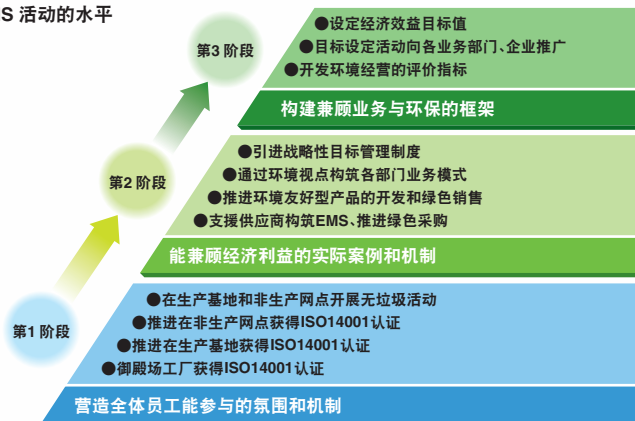 S 活动的水平
第3 阶段
●设定经济效益目标值
●目标设定活动向各业务部门、企业推广
●开发环境经营的评价指标
构建兼顾业务与环保的框架
第2 阶段
●引进战略性目标管理制度
●通过环境视点构筑各部门业务模式
●推进环境友好型产品的开发和绿色销售
●支援供应商构筑EMS、推进绿色采购
能兼顾经济利益的实际案例和机制
第1 阶段
●在生产基地和非生产网点开展无垃圾活动
●推进在非生产网点获得ISO14001认证
●推进在生产基地获得ISO14001认证
●御殿场工厂获得ISO14001认证
营造全体员工能参与的氛围和机制